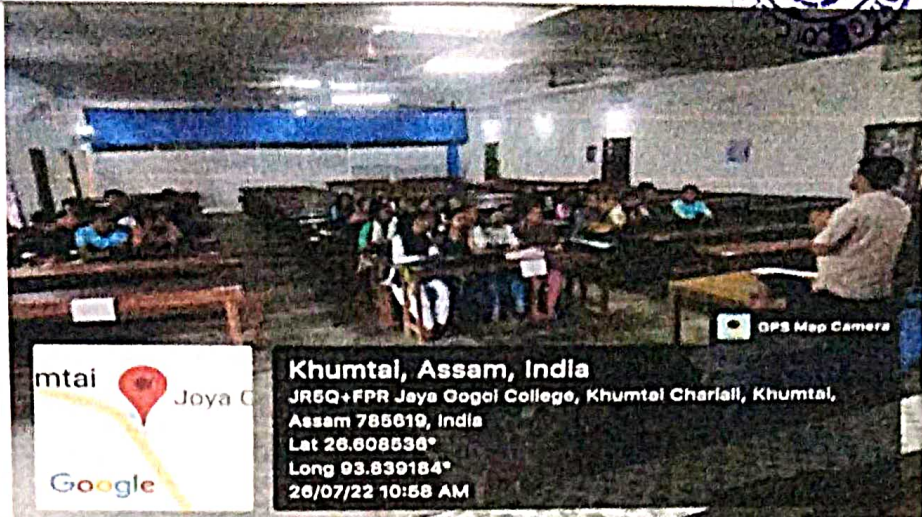 GPS Map Camera
mtai
Joya G
Google
Khumtai, Assam, India
JR5Q+FPR Joya Gogoi College, Khumtai Chariali, Khumtai,
Assam 785619, India
Lat 26.608536°
Long 93.839184°
26/07/22 10:58 AM